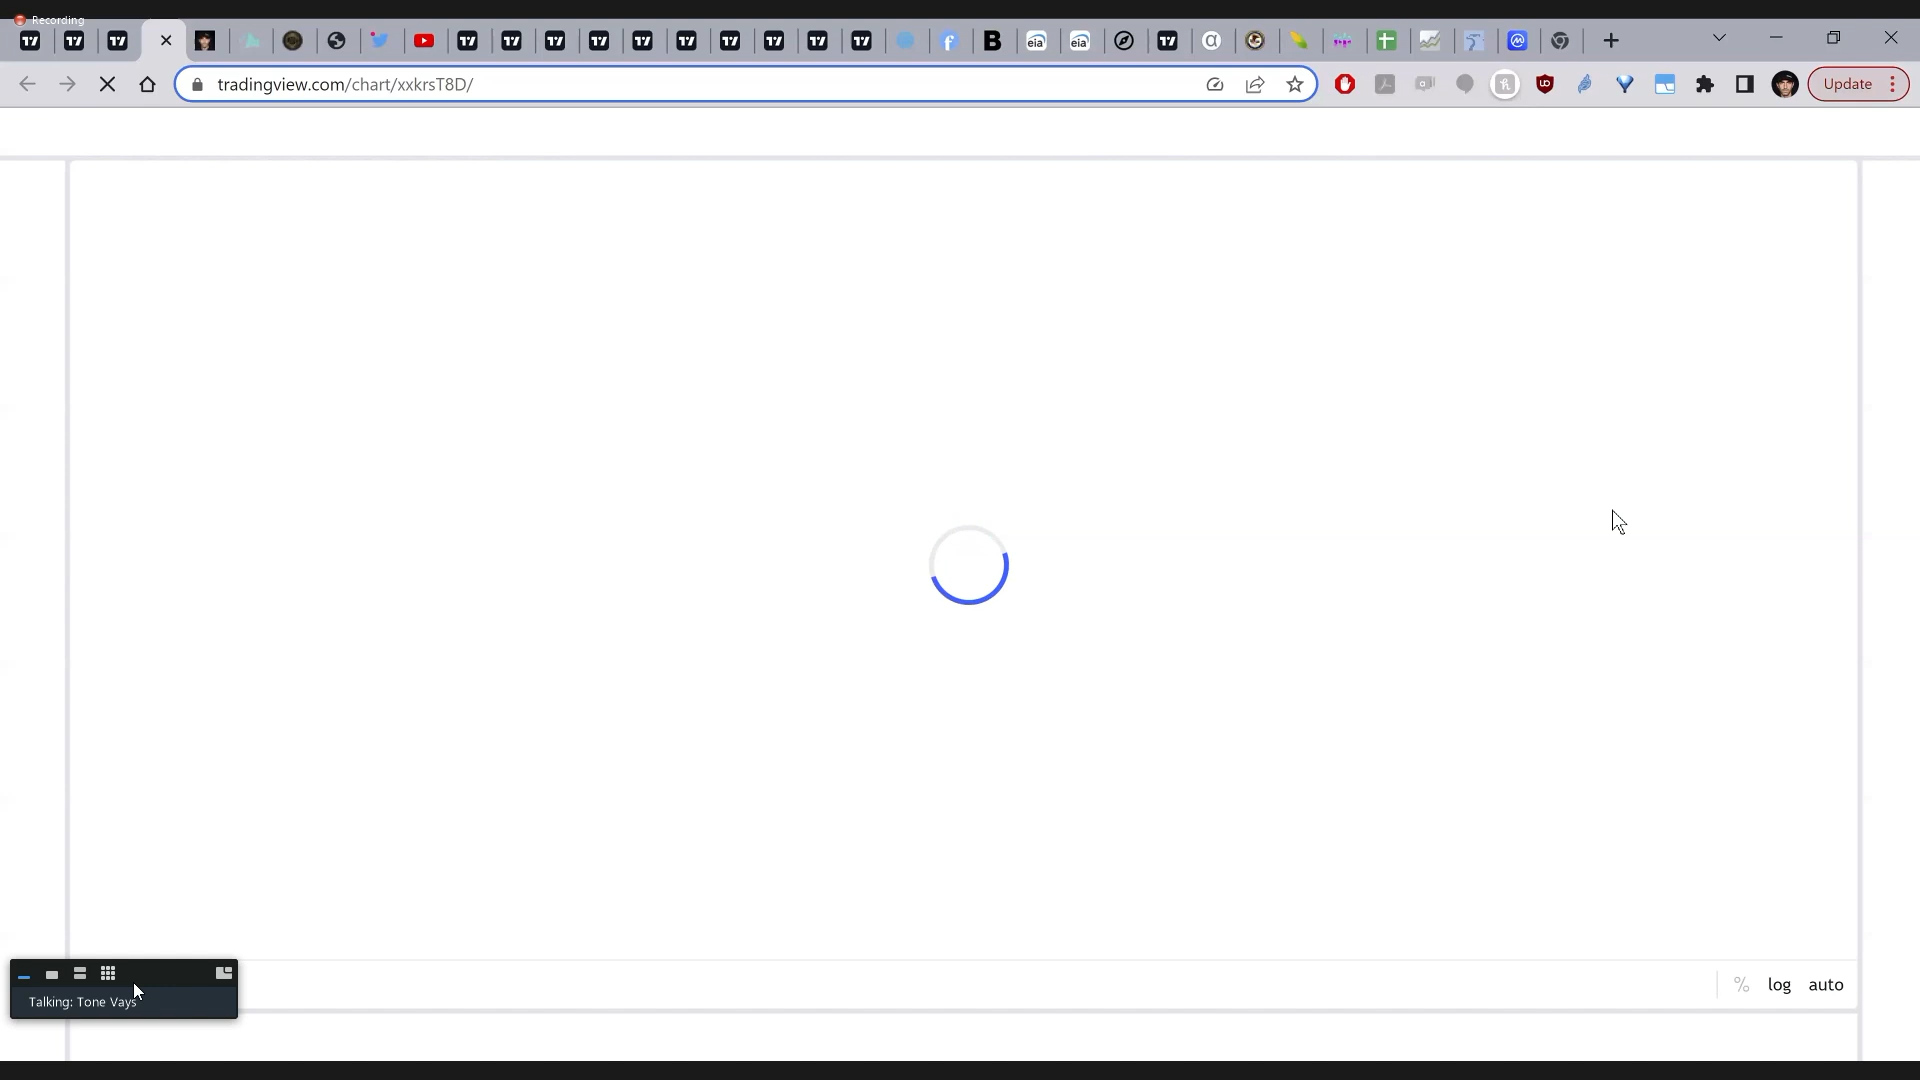 Recording
tradingview.com/chart/xxkrsT8D/
Update
% log auto
Talking: Tone Vays